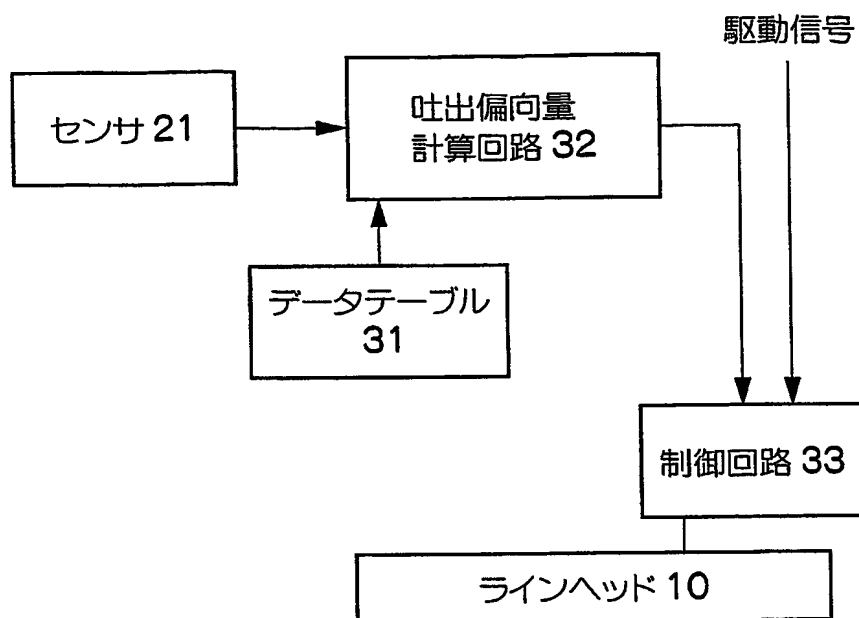 駆動信号
センサ 21
吐出偏向量
計算回路 32
データテーブル
31
制御回路 33
ラインヘッド 10